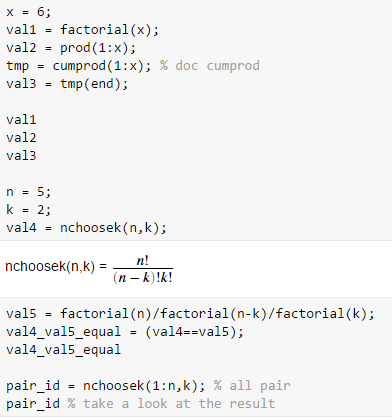 x = 6;
val1 = factorial(x);
val2 = prod(1:x);
tmp = cumprod(1:x); % doc cumprod
val3 = tmp(end);
val1
val2
val3
n = 5;
k = 2;
val4 = nchoosek(n,k);
nchoosek(n,k) = n! / (n − k)!k!
val5 = factorial(n)/factorial(n-k)/factorial(k);
val4_val5_equal = (val4==val5);
val4_val5_equal
pair_id = nchoosek(1:n,k); % all pair
pair_id % take a look at the result